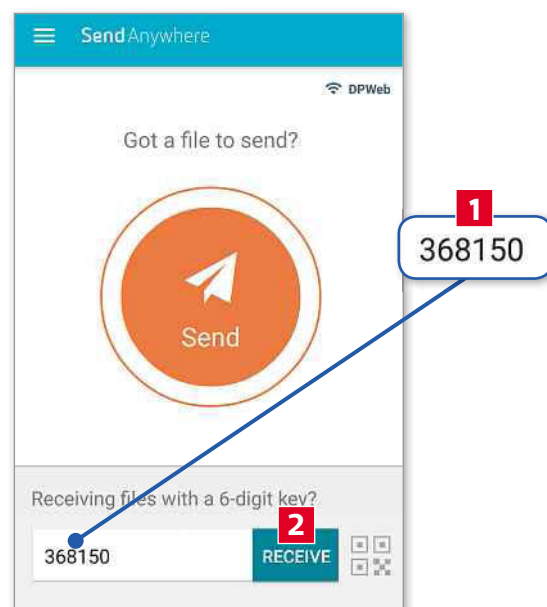 Send Anywhere
DPWeb
Got a file to send?
1
368150
Send
Receiving files with a 6-digit key?
2
368150
RECEIVE